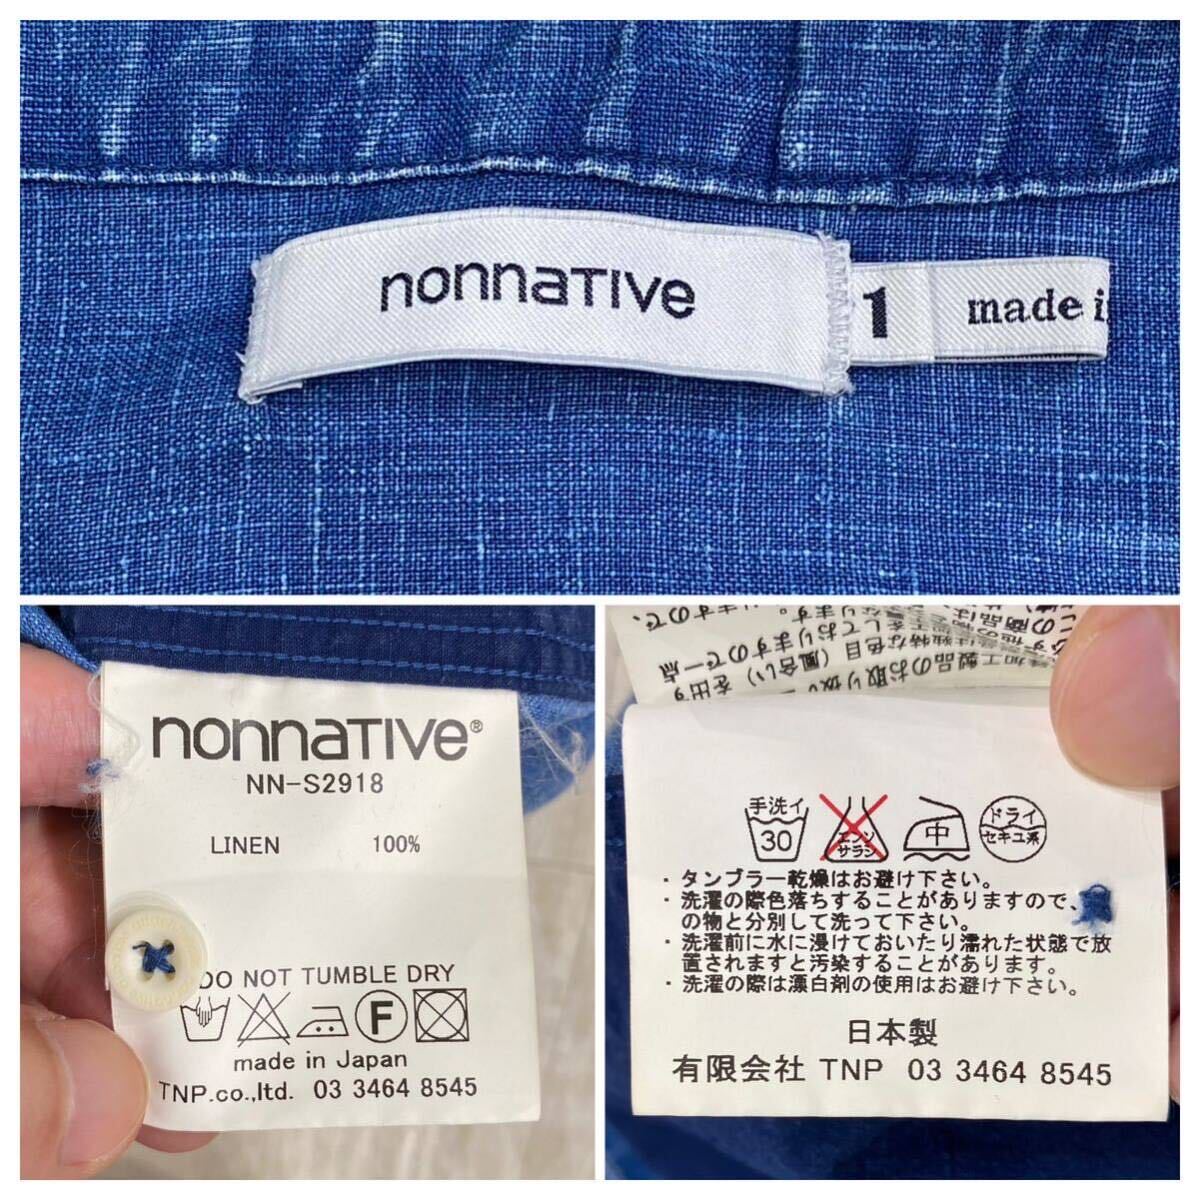 nonnative
1 made
nonnative®
NN-S2918
LINEN 100%
DO NOT TUMBLE DRY
F
made in Japan
TNP.co.,ltd. 03 3464 8545
手洗イ
30
エンソ
サラシ
中
ドライ
セキユ系
・タンブラー乾燥はお避け下さい。
・洗濯の際色落ちすることがありますので、
の物と分別して洗って下さい。
・洗濯前に水に浸けておいたり濡れた状態で放
置されますと汚染することがあります。
・洗濯の際は漂白剤の使用はお避け下さい。
日本製
有限会社 TNP 03 3464 8545